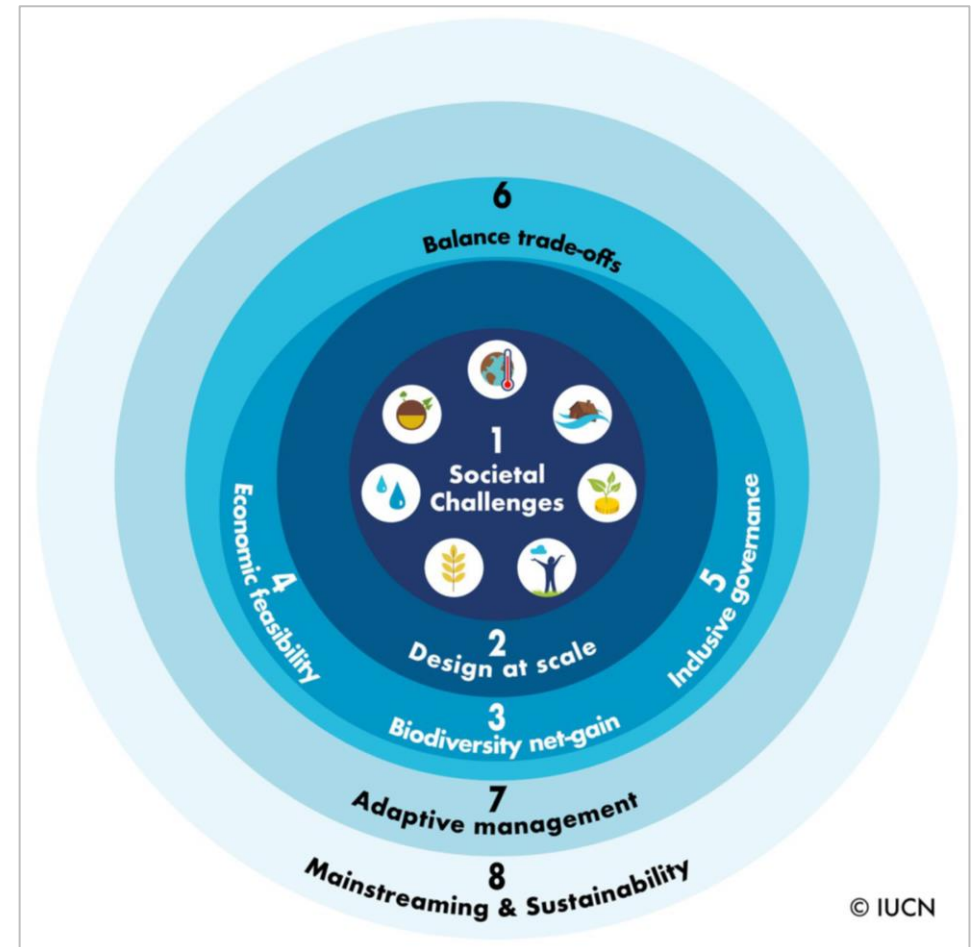 6
Balance trade-offs
1
Societal
Challenges
4
Economic feasibility
5
Inclusive governance
2
Design at scale
3
Biodiversity net-gain
7
Adaptive management
8
Mainstreaming & Sustainability
© IUCN